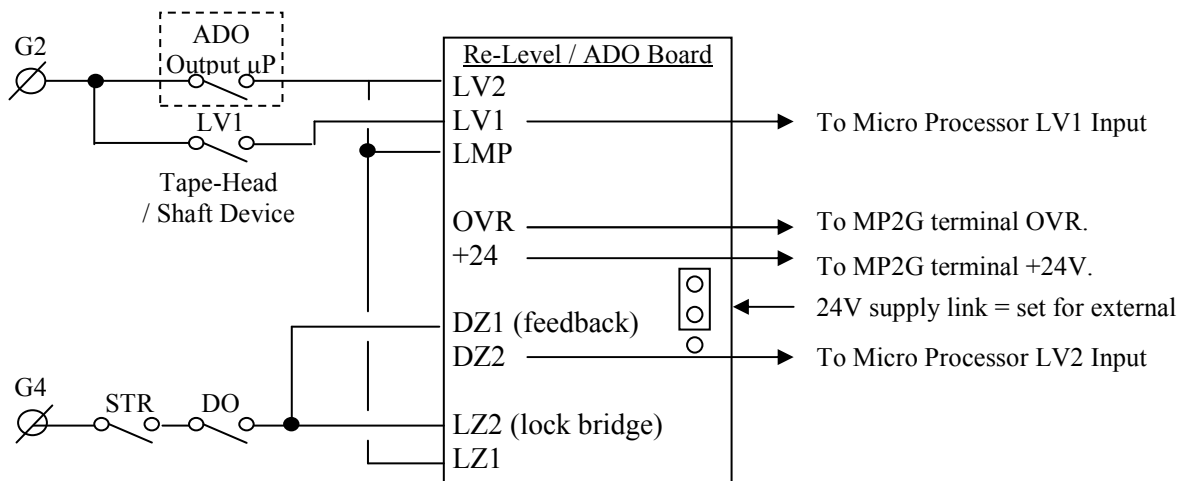 G2
ADO
Output µP
LV1
Tape-Head
/ Shaft Device
G4
STR
DO
Re-Level / ADO Board
LV2
LV1
LMP
OVR
+24
DZ1 (feedback)
DZ2
LZ2 (lock bridge)
LZ1
To Micro Processor LV1 Input
To MP2G terminal OVR.
To MP2G terminal +24V.
24V supply link = set for external
To Micro Processor LV2 Input